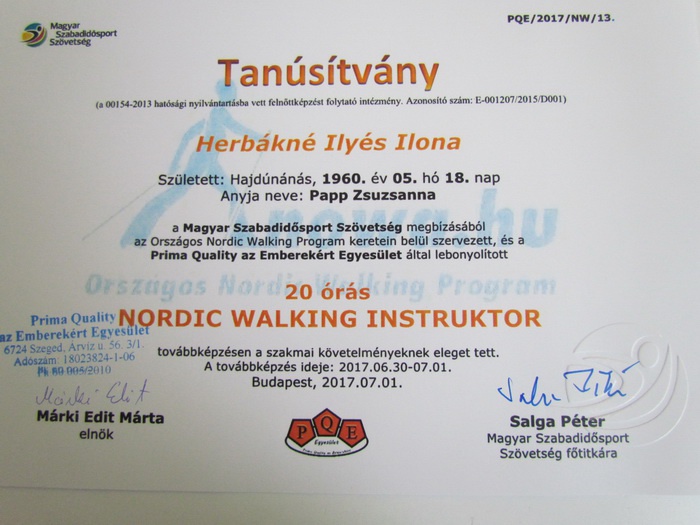 Magyar
Szabadidősport
Szövetség
PQE/2017/NW/13.
Tanúsítvány
(a 00154-2013 hatósági nyilvántartásba vett felnőttképzést folytató intézmény. Azonosító szám: E-001207/2015/D001)
Herbákné Ilyés Ilona
Született: Hajdúnánás, 1960. év 05. hó 18. nap
Anyja neve: Papp Zsuzsanna
a Magyar Szabadidősport Szövetség megbízásából
az Országos Nordic Walking Program keretein belül szervezett, és a
Prima Quality az Emberekért Egyesület által lebonyolított
Országos Nordic Walking Program
20 órás
NORDIC WALKING INSTRUKTOR
továbbképzésen a szakmai követelményeknek eleget tett.
A továbbképzés ideje: 2017.06.30-07.01.
Budapest, 2017.07.01.
Prima Quality
az Emberekért Egyesület
6724 Szeged, Árvíz u. 56. 3/1.
Adószám: 18023824-1-06
Márki Edit
Márki Edit Márta
elnök
PQE
Egyesület
Salga Péter
Magyar Szabadidősport
Szövetség főtitkára